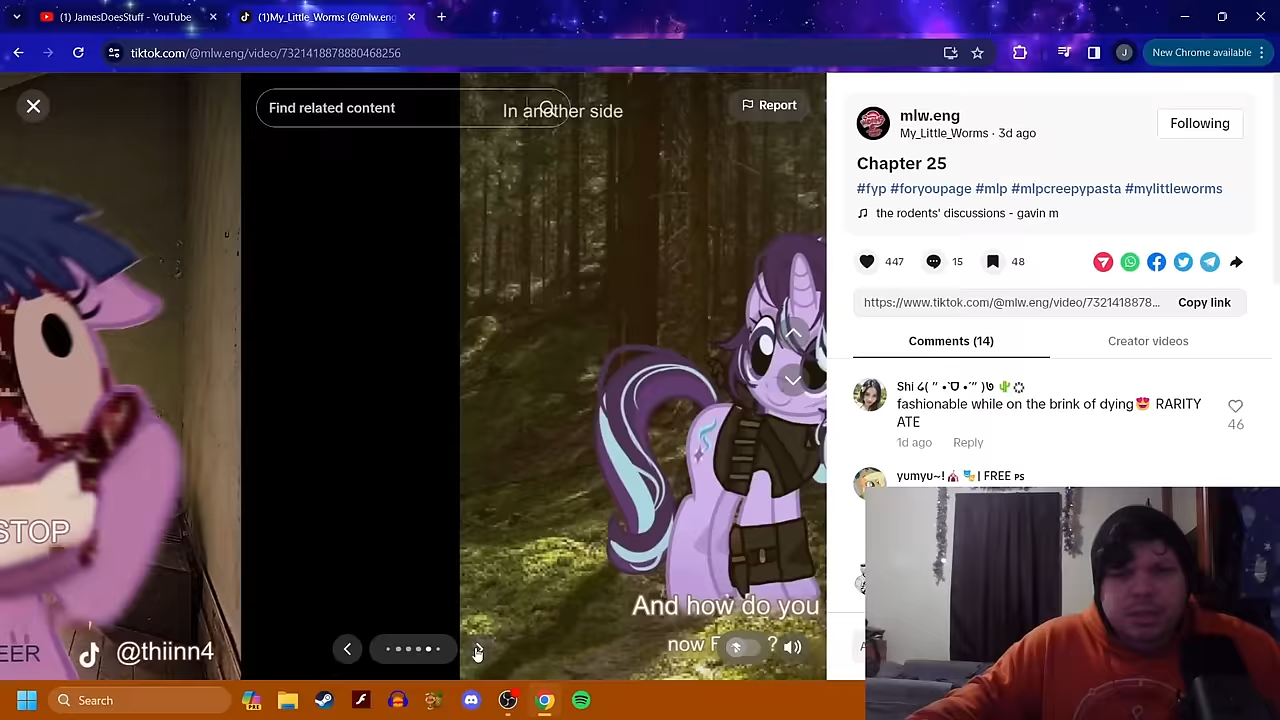 (1) JamesDoesStuff - YouTube
(1)My_Little_Worms (@mlw.eng
tiktok.com/@mlw.eng/video/7321418878880468256
New Chrome available
J
Find related content
In another side
Report
mlw.eng
My_Little_Worms · 3d ago
Following
Chapter 25
#fyp #foryoupage #mlp #mlpcreepypasta #mylittleworms
the rodents' discussions - gavin m
447
15
48
https://www.tiktok.com/@mlw.eng/video/7321418878...
Copy link
Comments (14)
Creator videos
fashionable while on the brink of dying😍 RARITY
ATE
46
1d ago
Reply
STOP
EER
@thiinn4
And how do you
now F
?
Search
PRE